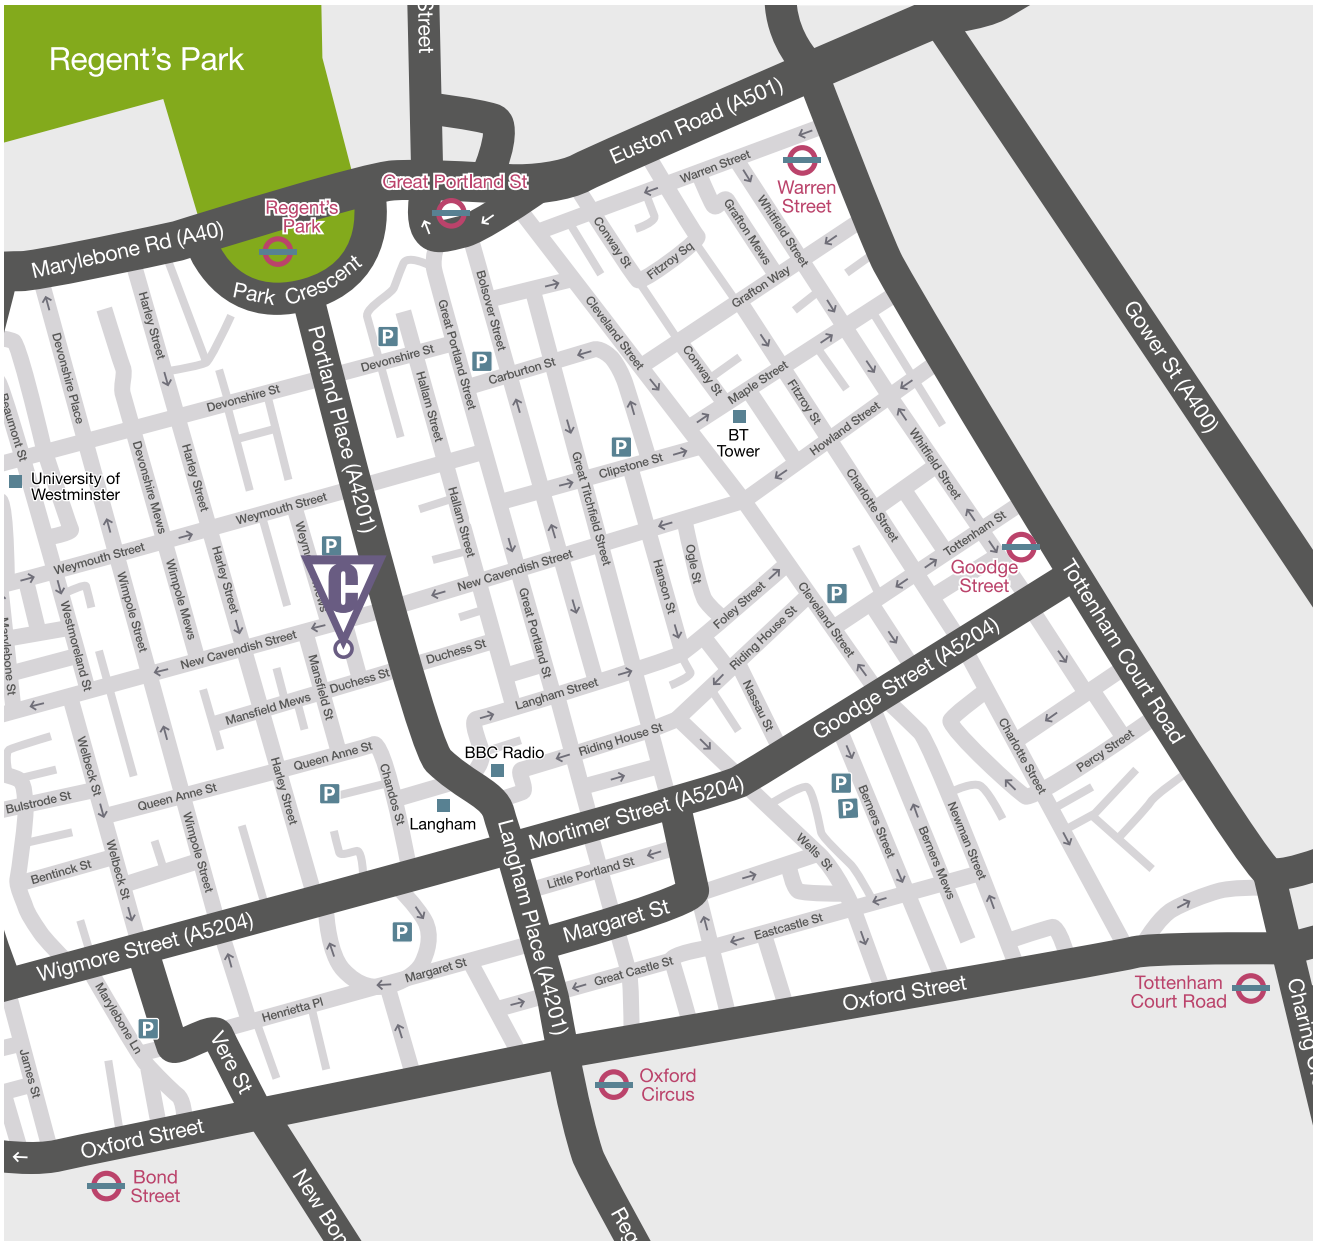 Regent's Park
Street
Euston Road (A501)
Warren Street
Warren
Street
Great Portland St
Regent's
Park
Marylebone Rd (A40)
Park Crescent
Grafton Mews
Whitfield Street
Conway St
Fitzroy Sq
Grafton Way
Harley Street
Devonshire Place
Bolsover Street
Great Portland Street
Cleveland Street
Gower St (A400)
Portland Place (A4201)
P
Devonshire St
P
Carburton St
Conway St
Maple Street
Fitzroy St
Hallam Street
Devonshire St
Beaumont St
BT
Tower
Howland Street
Whitfield Street
P
Clipstone St
University of
Westminster
Devonshire Mews
Harley Street
Great Titchfield Street
Charlotte Street
Weymouth Street
Hallam Street
Tottenham St
P
C
Weymouth Street
Goodge
Street
Ogle St
Hanson St
New Cavendish Street
Harley Street
Wimpole Mews
Wimpole Street
Westmoreland St
Marylebone St
Foley Street
Cleveland Street
P
Riding House St
Great Portland St
Tottenham Court Road
Goodge Street (A5204)
New Cavendish Street
Duchess St
Mansfield St
Duchess St
Mansfield Mews
Langham Street
Nassau St
Charlotte Street
Percy Street
Riding House St
BBC Radio
Queen Anne St
Welbeck St
Harley Street
Chandos St
P
Langham
Queen Anne St
Bulstrode St
Mortimer Street (A5204)
P
P
Berners Street
Berners Mews
Newman Street
Wells St
Wimpole Street
Welbeck St
Bentinck St
Langham Place (A4201)
Little Portland St
Margaret St
Eastcastle St
Wigmore Street (A5204)
P
Margaret St
Great Castle St
Henrietta Pl
Marylebone Ln
P
Vere St
James St
Oxford Street
Tottenham
Court Road
Charing
Oxford
Circus
Oxford Street
Bond
Street
New Bon
Reg